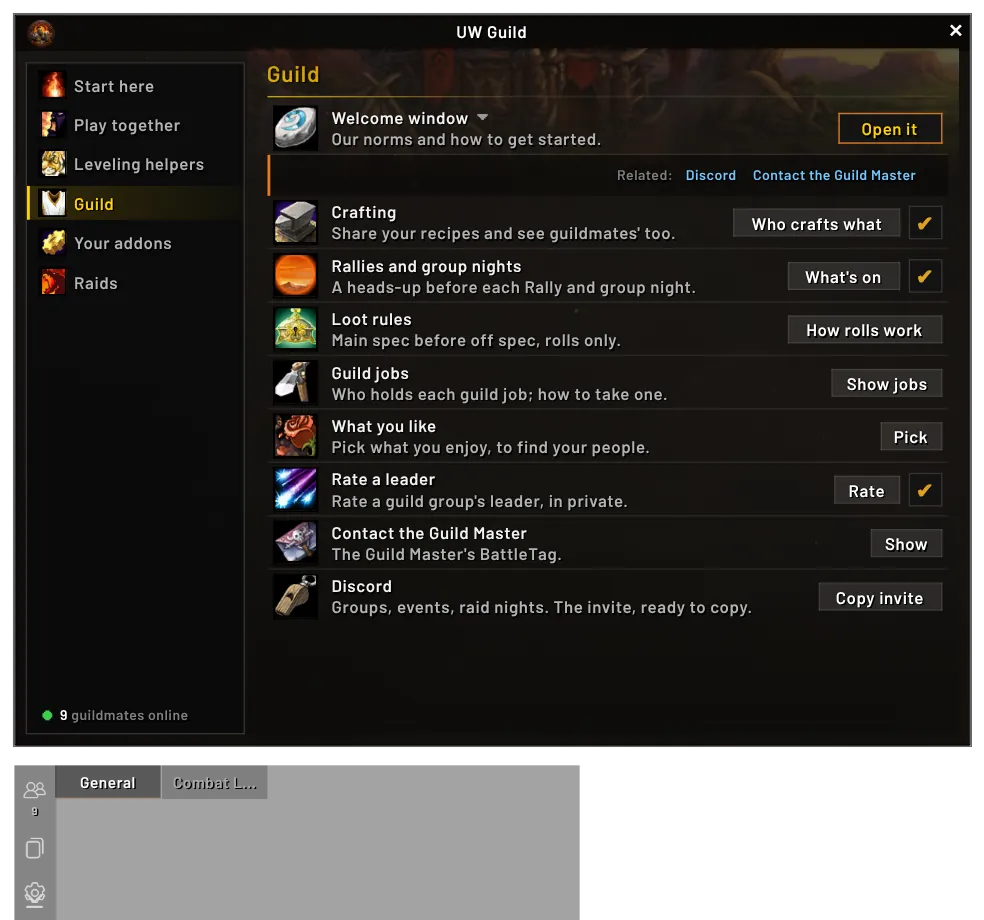 UW Guild
Start here
Play together
Leveling helpers
Guild
Your addons
Raids
9 guildmates online
Guild
Welcome window
Our norms and how to get started.
Open it
Related: Discord Contact the Guild Master
Crafting
Share your recipes and see guildmates' too.
Who crafts what
Rallies and group nights
A heads-up before each Rally and group night.
What's on
Loot rules
Main spec before off spec, rolls only.
How rolls work
Guild jobs
Who holds each guild job; how to take one.
Show jobs
What you like
Pick what you enjoy, to find your people.
Pick
Rate a leader
Rate a guild group's leader, in private.
Rate
Contact the Guild Master
The Guild Master's BattleTag.
Show
Discord
Groups, events, raid nights. The invite, ready to copy.
Copy invite
General
Combat L...
9